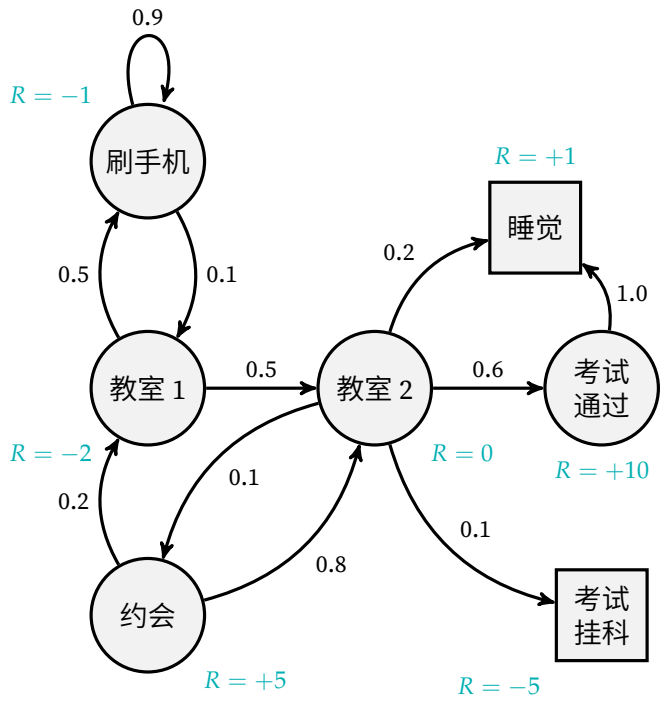 0.9
R = −1
刷手机
R = +1
睡觉
0.2
0.5
0.1
1.0
教室 1
0.5
教室 2
0.6
考试
通过
R = −2
R = 0
R = +10
0.2
0.1
0.1
0.8
约会
考试
挂科
R = +5
R = −5